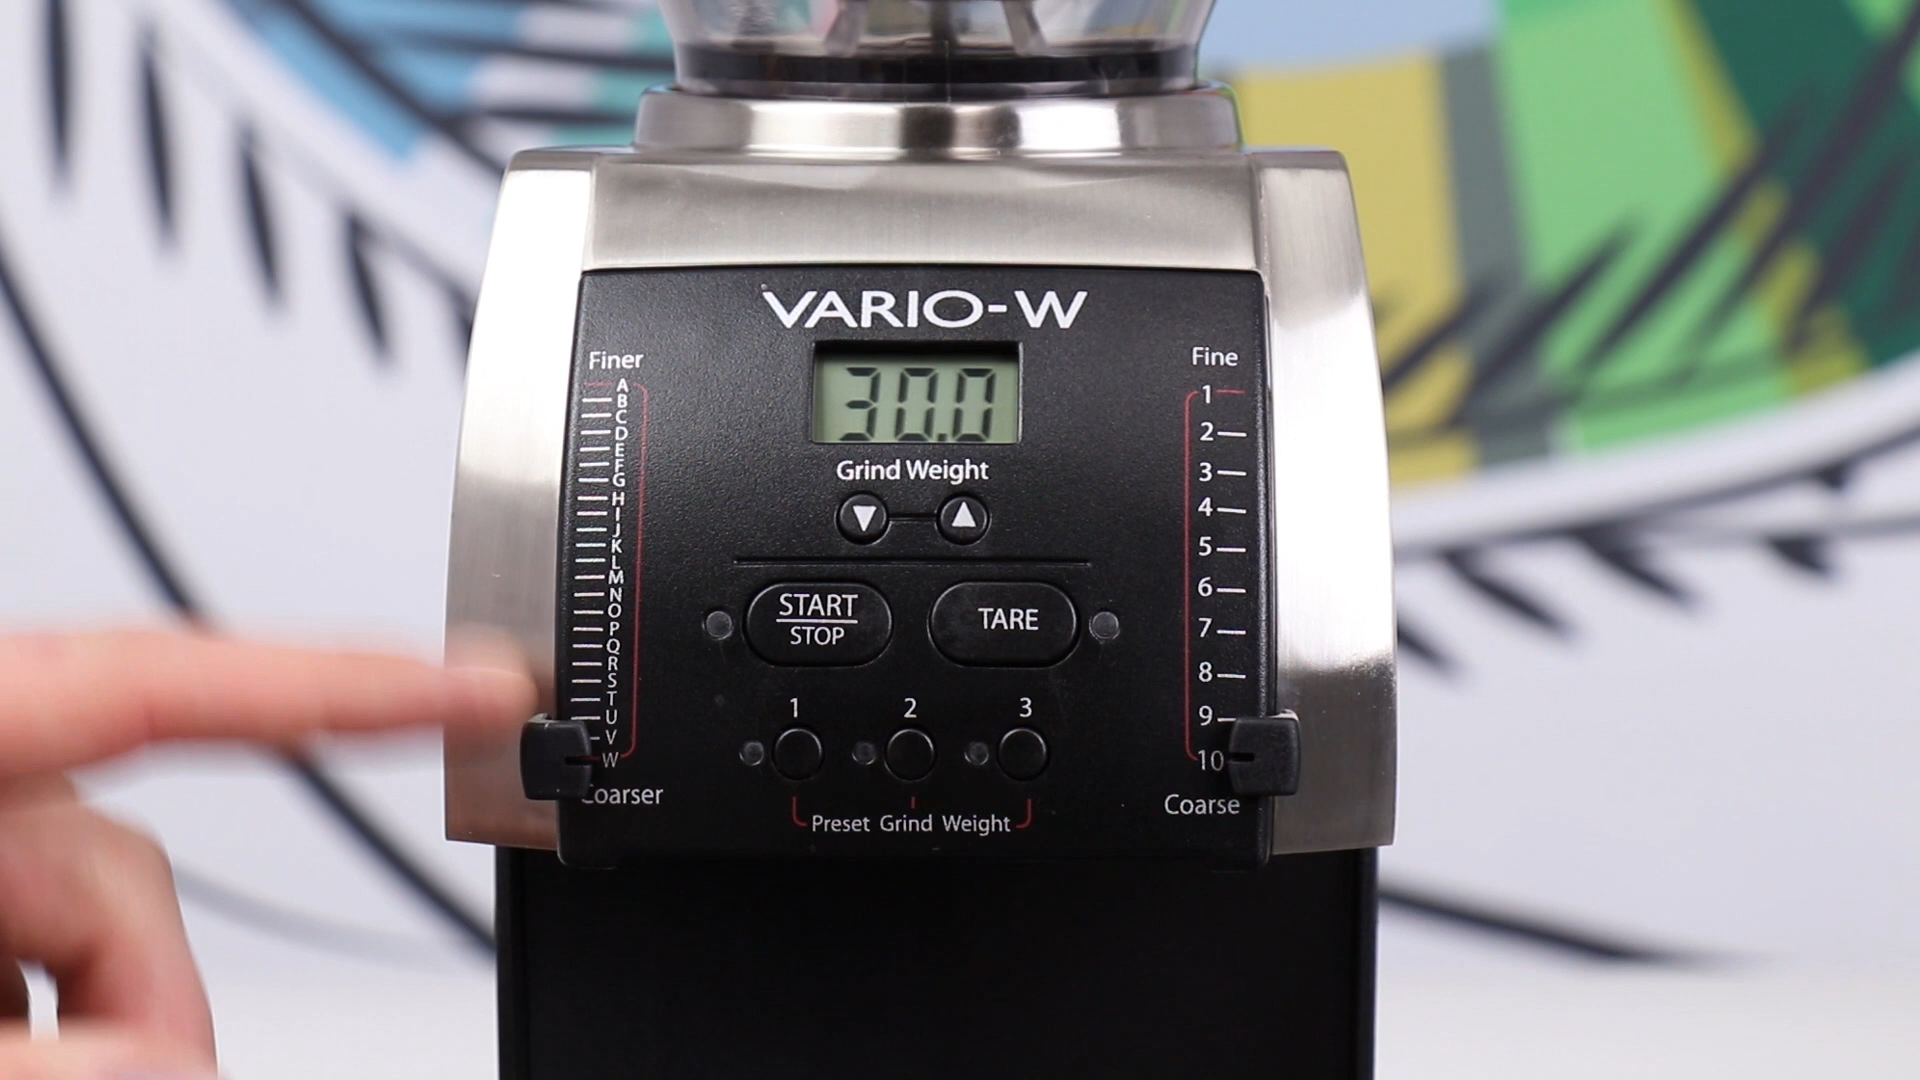 VARIO-W
30.0
Grind Weight
START
STOP
TARE
1 2 3
Preset Grind Weight
Finer
A
B
C
D
E
F
G
H
I
J
K
L
M
N
O
P
Q
R
S
T
U
V
W
Coarser
Fine
1
2
3
4
5
6
7
8
9
10
Coarse